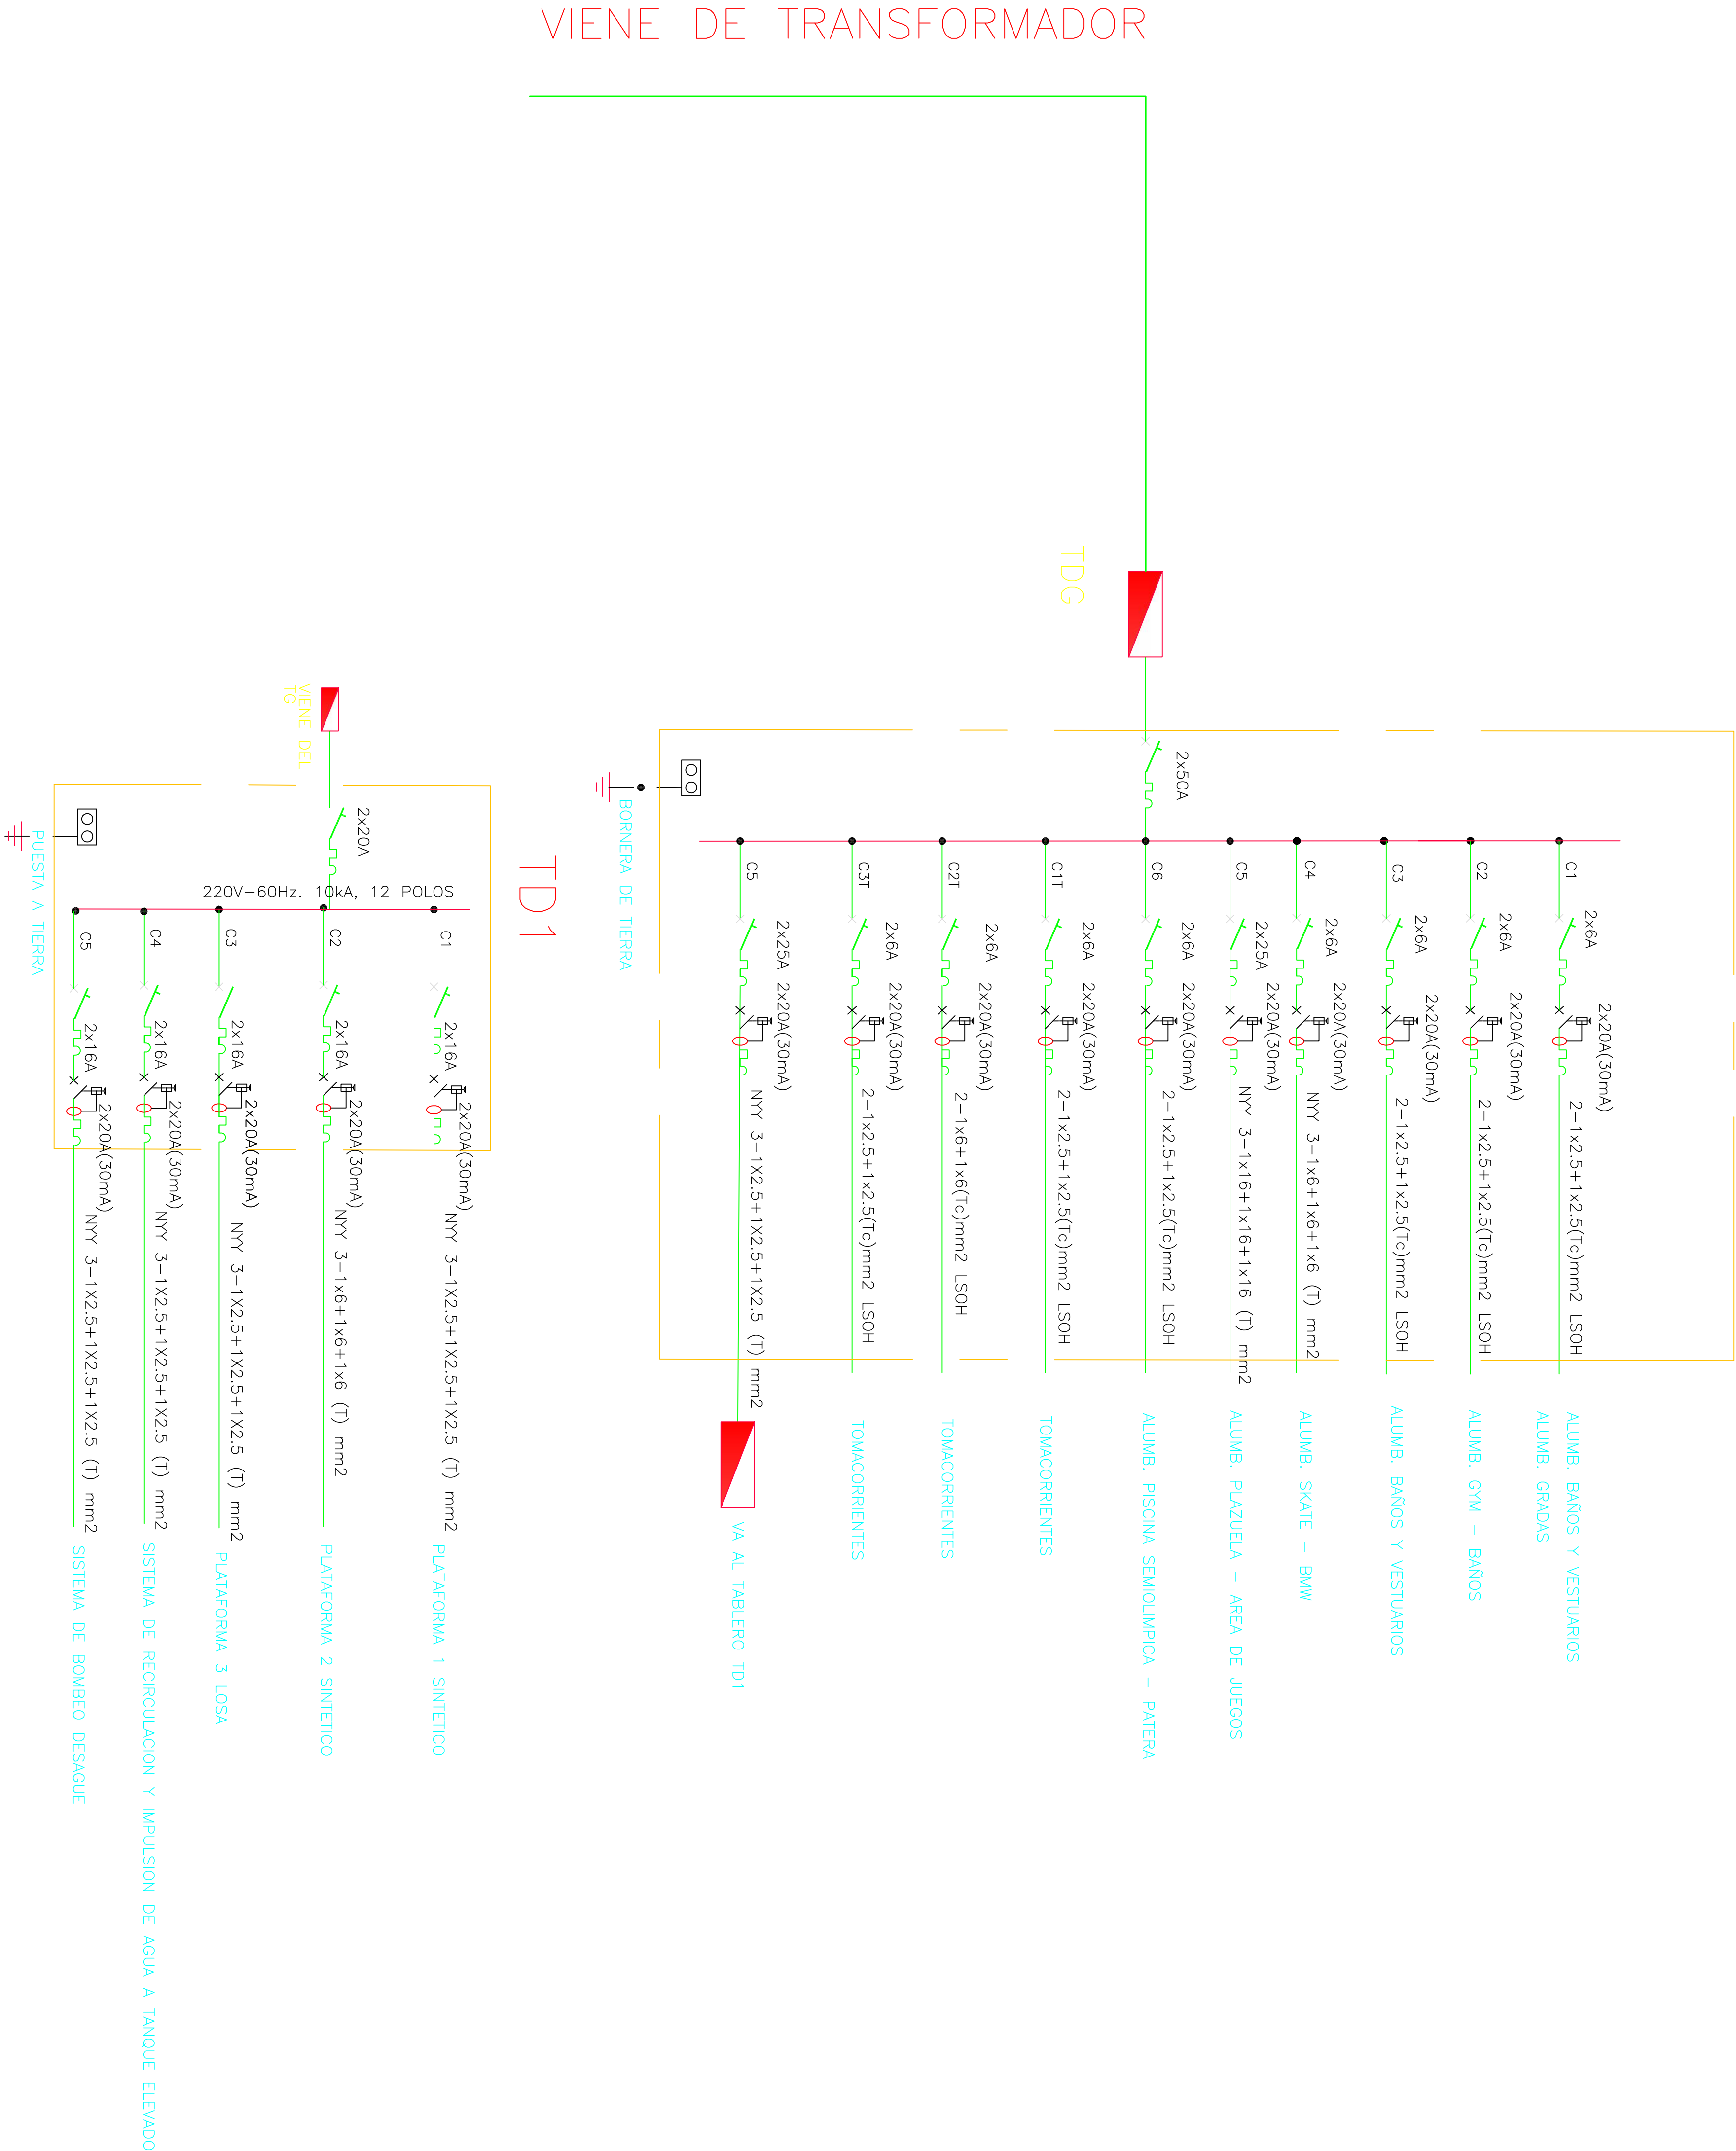 VIENE DE TRANSFORMADOR
TDG
2x50A
BORNERA DE TIERRA
C1
2x6A
2x20A(30mA)
2-1x2.5+1x2.5(Tc)mm2 LSOH
ALUMB. BAÑOS Y VESTUARIOS
ALUMB. GRADAS
C2
2x6A
2x20A(30mA)
2-1x2.5+1x2.5(Tc)mm2 LSOH
ALUMB. GYM - BAÑOS
C3
2x6A
2x20A(30mA)
2-1x2.5+1x2.5(Tc)mm2 LSOH
ALUMB. BAÑOS Y VESTUARIOS
C4
2x6A
2x20A(30mA)
NYY 3-1x6+1x6+1x6 (T) mm2
ALUMB. SKATE - BMW
C5
2x25A
2x20A(30mA)
NYY 3-1x16+1x16+1x16 (T) mm2
ALUMB. PLAZUELA - AREA DE JUEGOS
C6
2x6A
2x20A(30mA)
2-1x2.5+1x2.5(Tc)mm2 LSOH
ALUMB. PISCINA SEMIOLIMPICA - PATERA
C1T
2x6A
2x20A(30mA)
2-1x2.5+1x2.5(Tc)mm2 LSOH
TOMACORRIENTES
C2T
2x6A
2x20A(30mA)
2-1x6+1x6(Tc)mm2 LSOH
TOMACORRIENTES
C3T
2x6A
2x20A(30mA)
2-1x2.5+1x2.5(Tc)mm2 LSOH
TOMACORRIENTES
C5
2x25A
2x20A(30mA)
NYY 3-1X2.5+1X2.5+1X2.5 (T) mm2
VA AL TABLERO TD1
TD1
VIENE DEL
TG
2x20A
220V-60Hz. 10kA, 12 POLOS
PUESTA A TIERRA
C1
2x16A
2x20A(30mA)
NYY 3-1X2.5+1X2.5+1X2.5 (T) mm2
PLATAFORMA 1 SINTETICO
C2
2x16A
2x20A(30mA)
NYY 3-1x6+1x6+1x6 (T) mm2
PLATAFORMA 2 SINTETICO
C3
2x16A
2x20A(30mA)
NYY 3-1X2.5+1X2.5+1X2.5 (T) mm2
PLATAFORMA 3 LOSA
C4
2x16A
2x20A(30mA)
NYY 3-1X2.5+1X2.5+1X2.5 (T) mm2
SISTEMA DE RECIRCULACION Y IMPULSION DE AGUA A TANQUE ELEVADO
C5
2x16A
2x20A(30mA)
NYY 3-1X2.5+1X2.5+1X2.5 (T) mm2
SISTEMA DE BOMBEO DESAGUE